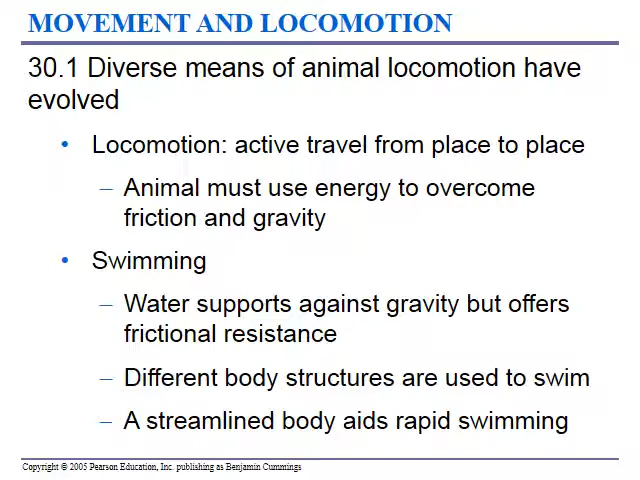 MOVEMENT AND LOCOMOTION
30.1 Diverse means of animal locomotion have
evolved
• Locomotion: active travel from place to place
– Animal must use energy to overcome
friction and gravity
• Swimming
– Water supports against gravity but offers
frictional resistance
– Different body structures are used to swim
– A streamlined body aids rapid swimming
Copyright © 2005 Pearson Education, Inc. publishing as Benjamin Cummings